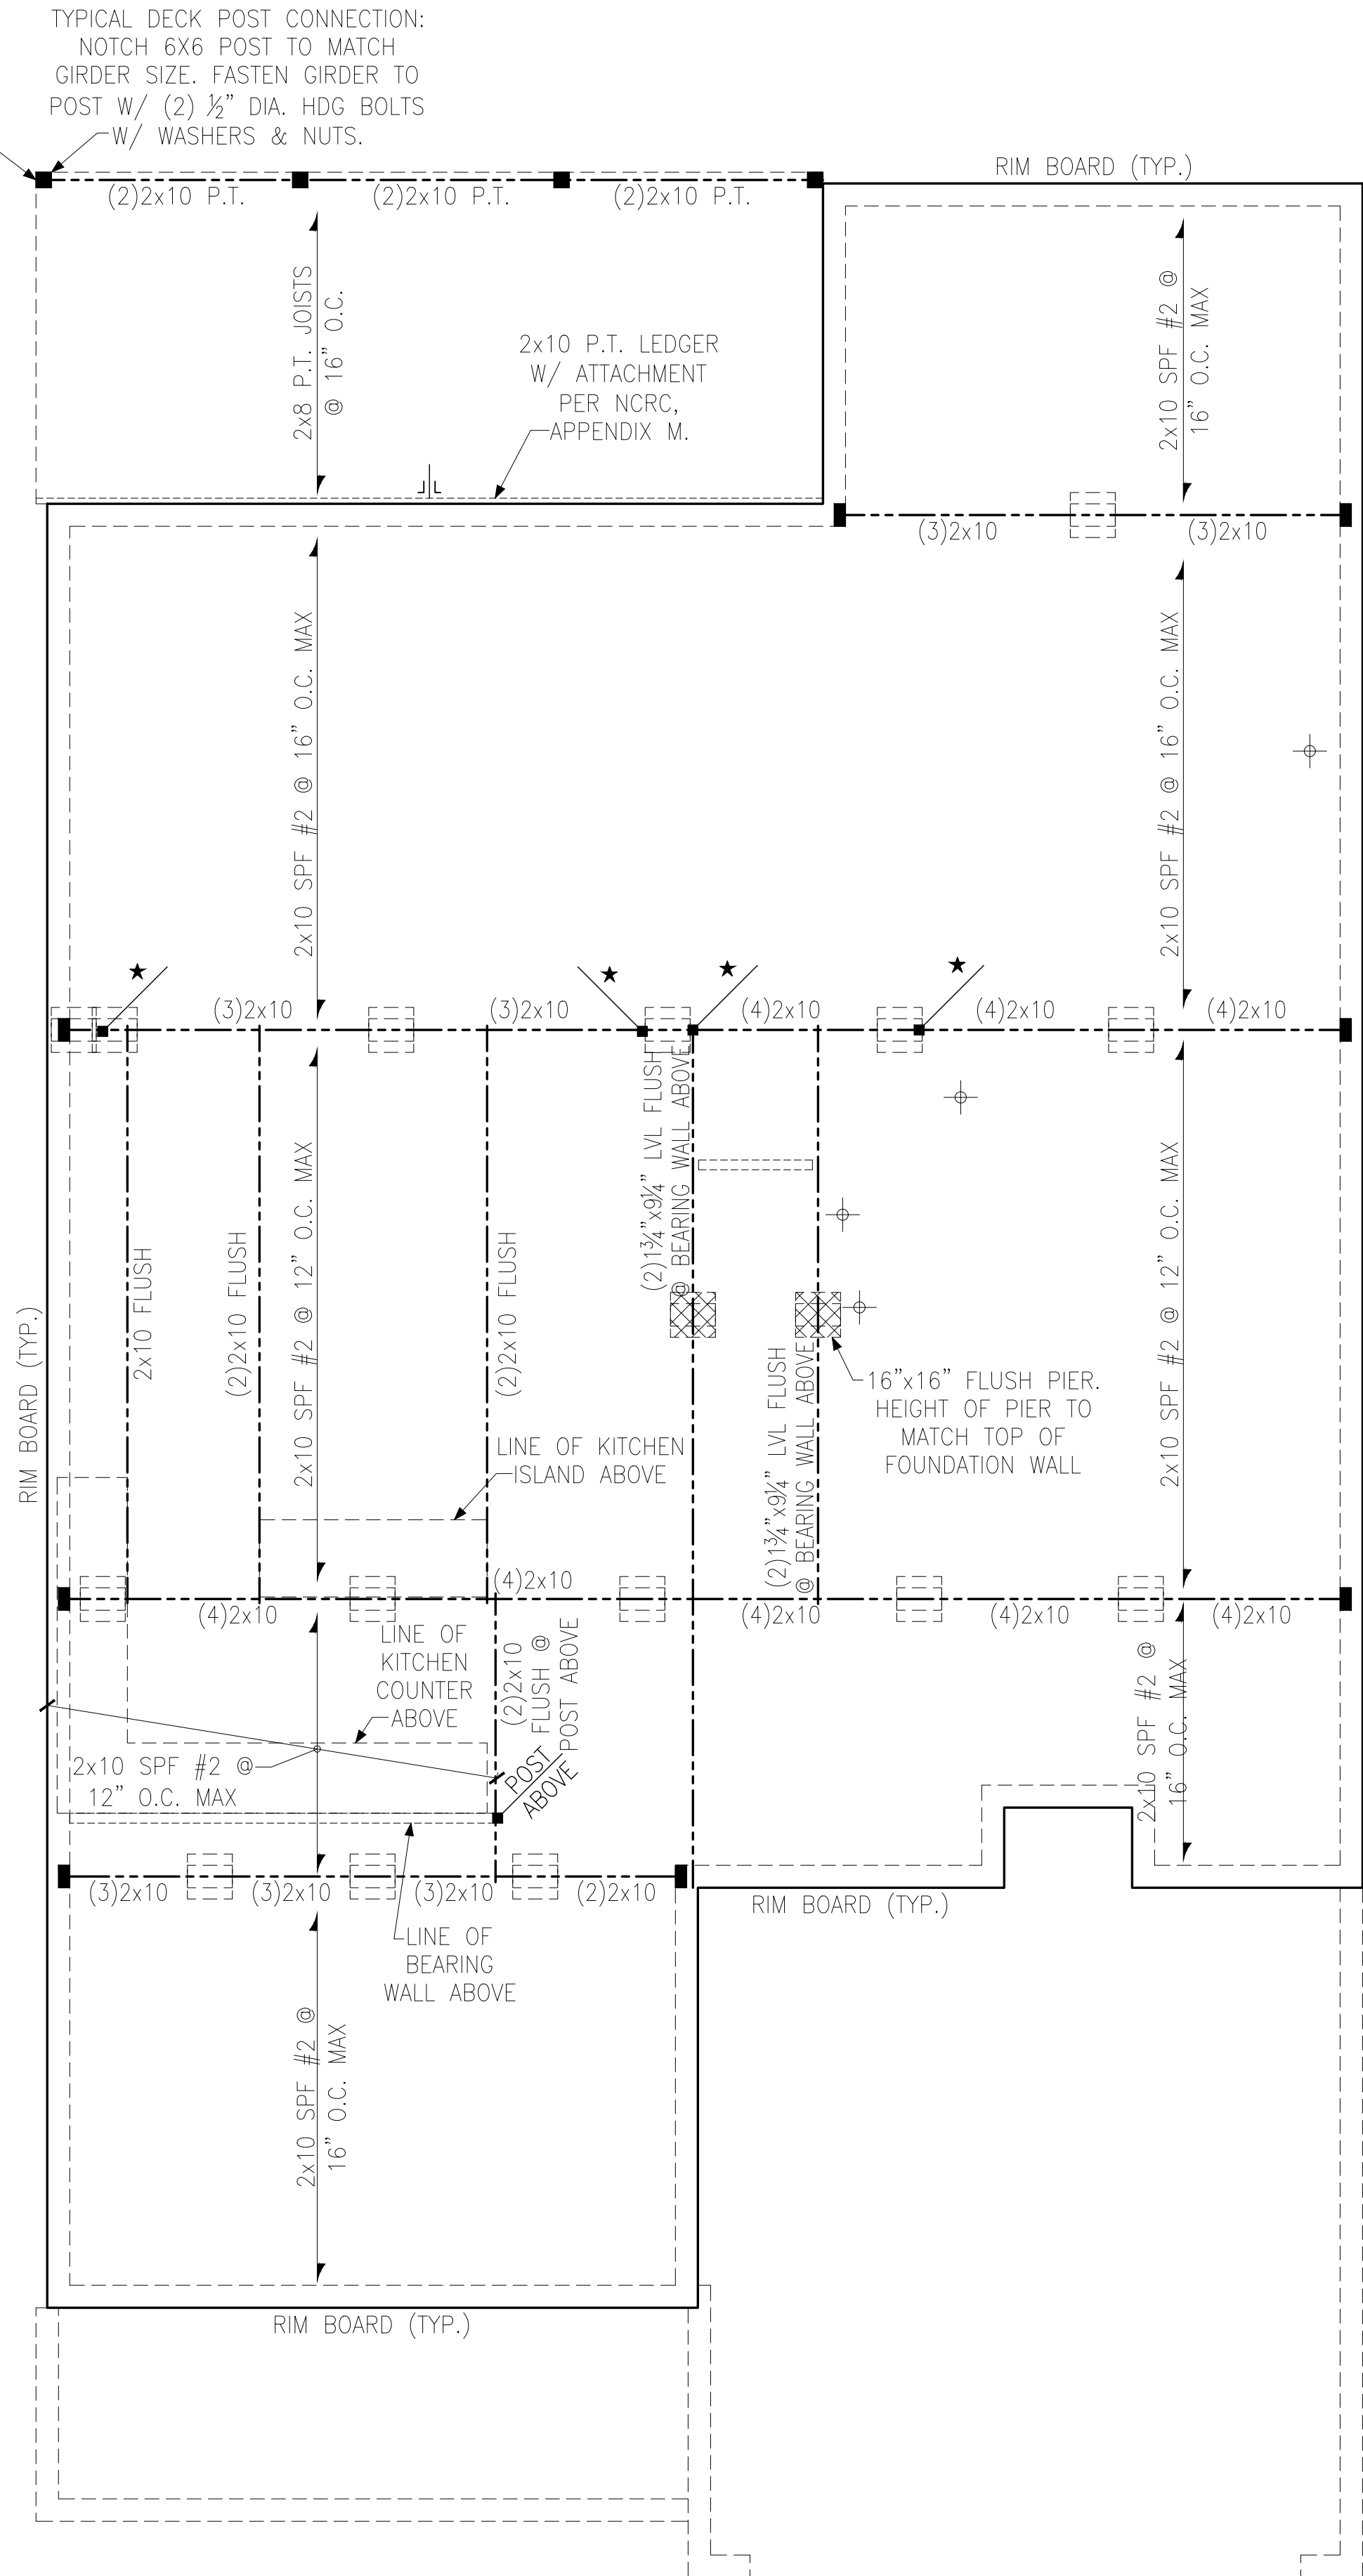 TYPICAL DECK POST CONNECTION:
NOTCH 6X6 POST TO MATCH
GIRDER SIZE. FASTEN GIRDER TO
POST W/ (2) ½" DIA. HDG BOLTS
W/ WASHERS & NUTS.
RIM BOARD (TYP.)
(2)2x10 P.T.
(2)2x10 P.T.
(2)2x10 P.T.
2x8 P.T. JOISTS
@ 16" O.C.
2x10 P.T. LEDGER
W/ ATTACHMENT
PER NCRC,
APPENDIX M.
2x10 SPF #2 @
16" O.C. MAX
(3)2x10
(3)2x10
2x10 SPF #2 @ 16" O.C. MAX
2x10 SPF #2 @ 16" O.C. MAX
(3)2x10
(3)2x10
(4)2x10
(4)2x10
(4)2x10
(2)1¾"x9¼" LVL FLUSH
@ BEARING WALL ABOVE
2x10 FLUSH
(2)2x10 FLUSH
2x10 SPF #2 @ 12" O.C. MAX
(2)2x10 FLUSH
2x10 SPF #2 @ 12" O.C. MAX
RIM BOARD (TYP.)
(2)1¾"x9¼" LVL FLUSH
@ BEARING WALL ABOVE
16"x16" FLUSH PIER.
HEIGHT OF PIER TO
MATCH TOP OF
FOUNDATION WALL
LINE OF KITCHEN
ISLAND ABOVE
(4)2x10
(4)2x10
(4)2x10
(4)2x10
(4)2x10
LINE OF
KITCHEN
COUNTER
ABOVE
(2)2x10
FLUSH @
POST ABOVE
2x10 SPF #2 @
16" O.C. MAX
2x10 SPF #2 @
12" O.C. MAX
POST
ABOVE
(3)2x10
(3)2x10
(3)2x10
(2)2x10
RIM BOARD (TYP.)
LINE OF
BEARING
WALL ABOVE
2x10 SPF #2 @
16" O.C. MAX
RIM BOARD (TYP.)